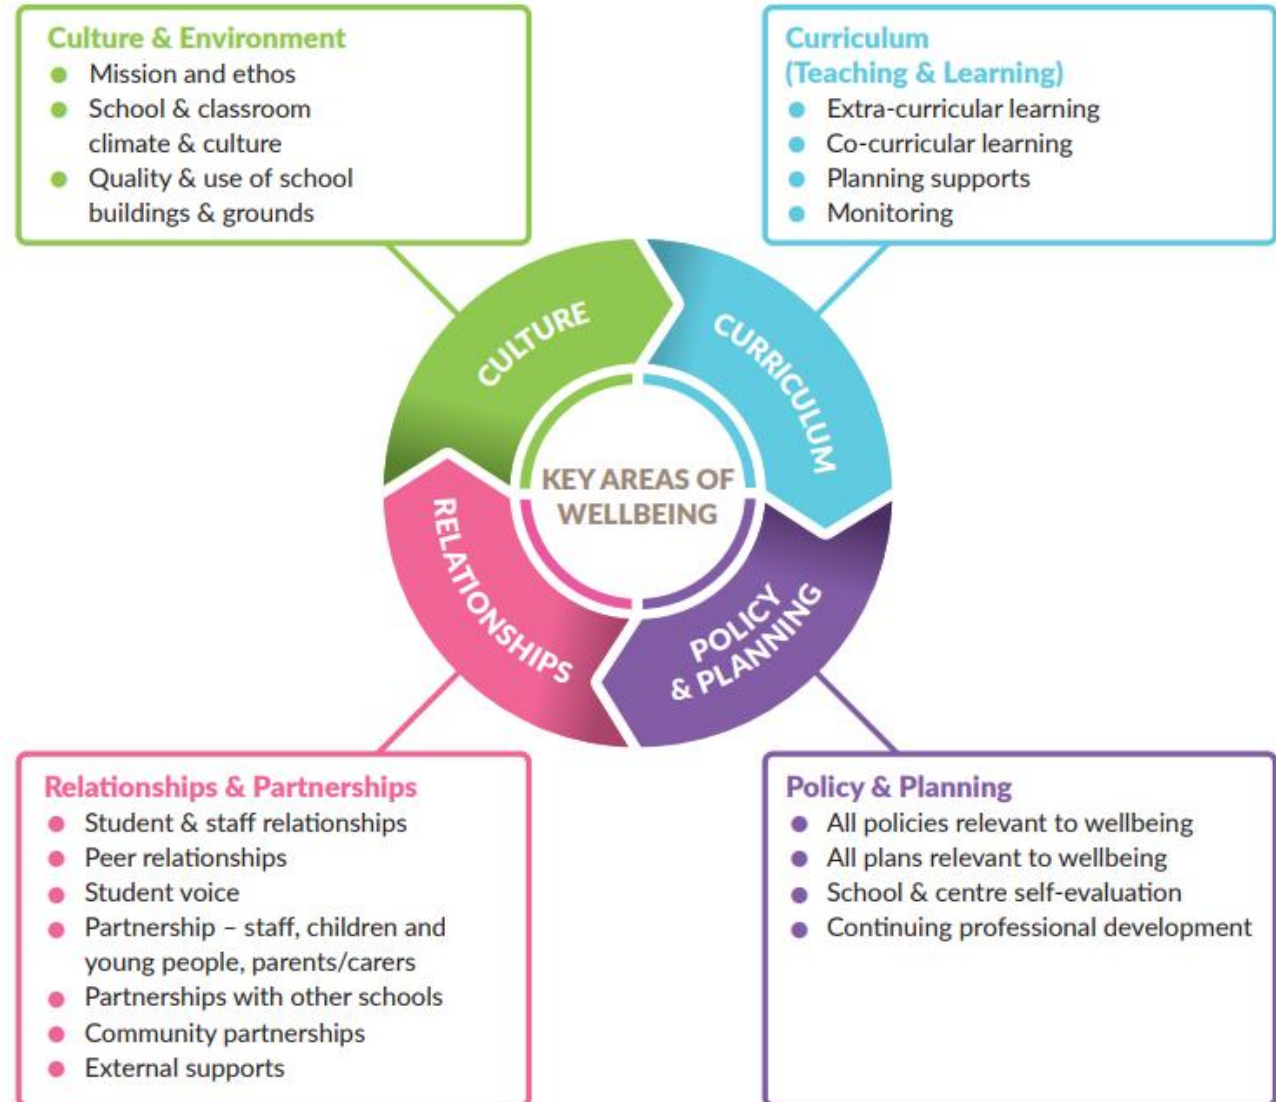 Culture & Environment
● Mission and ethos
● School & classroom
climate & culture
● Quality & use of school
buildings & grounds
Curriculum
(Teaching & Learning)
● Extra-curricular learning
● Co-curricular learning
● Planning supports
● Monitoring
CULTURE
CURRICULUM
KEY AREAS OF
WELLBEING
RELATIONSHIPS
POLICY
& PLANNING
Relationships & Partnerships
● Student & staff relationships
● Peer relationships
● Student voice
● Partnership – staff, children and
young people, parents/carers
● Partnerships with other schools
● Community partnerships
● External supports
Policy & Planning
● All policies relevant to wellbeing
● All plans relevant to wellbeing
● School & centre self-evaluation
● Continuing professional development